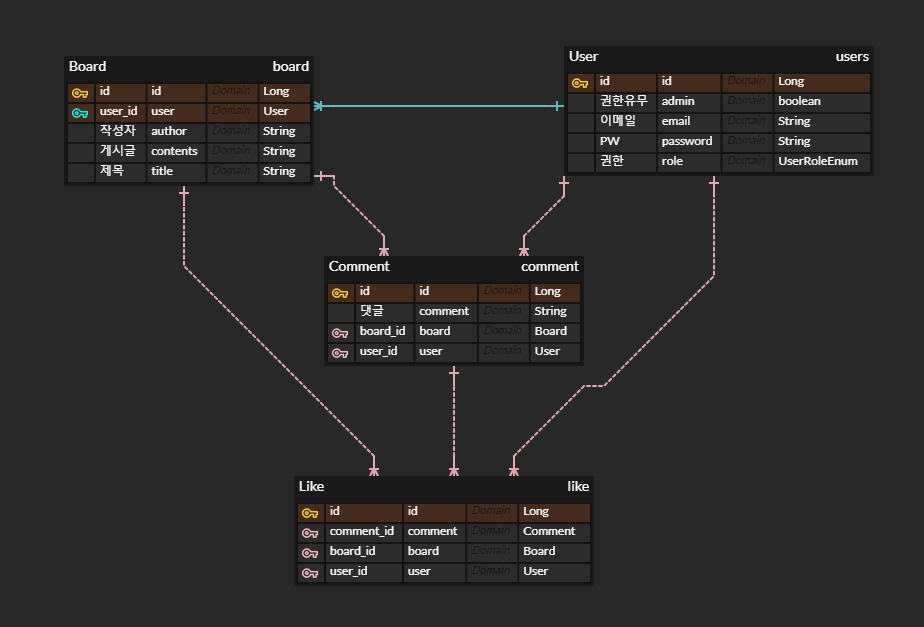 Board board
id id Domain Long
user_id user Domain User
작성자 author Domain String
게시글 contents Domain String
제목 title Domain String
User users
id id Domain Long
권한유무 admin Domain boolean
이메일 email Domain String
PW password Domain String
권한 role Domain UserRoleEnum
Comment comment
id id Domain Long
댓글 comment Domain String
board_id board Domain Board
user_id user Domain User
Like like
id id Domain Long
comment_id comment Domain Comment
board_id board Domain Board
user_id user Domain User